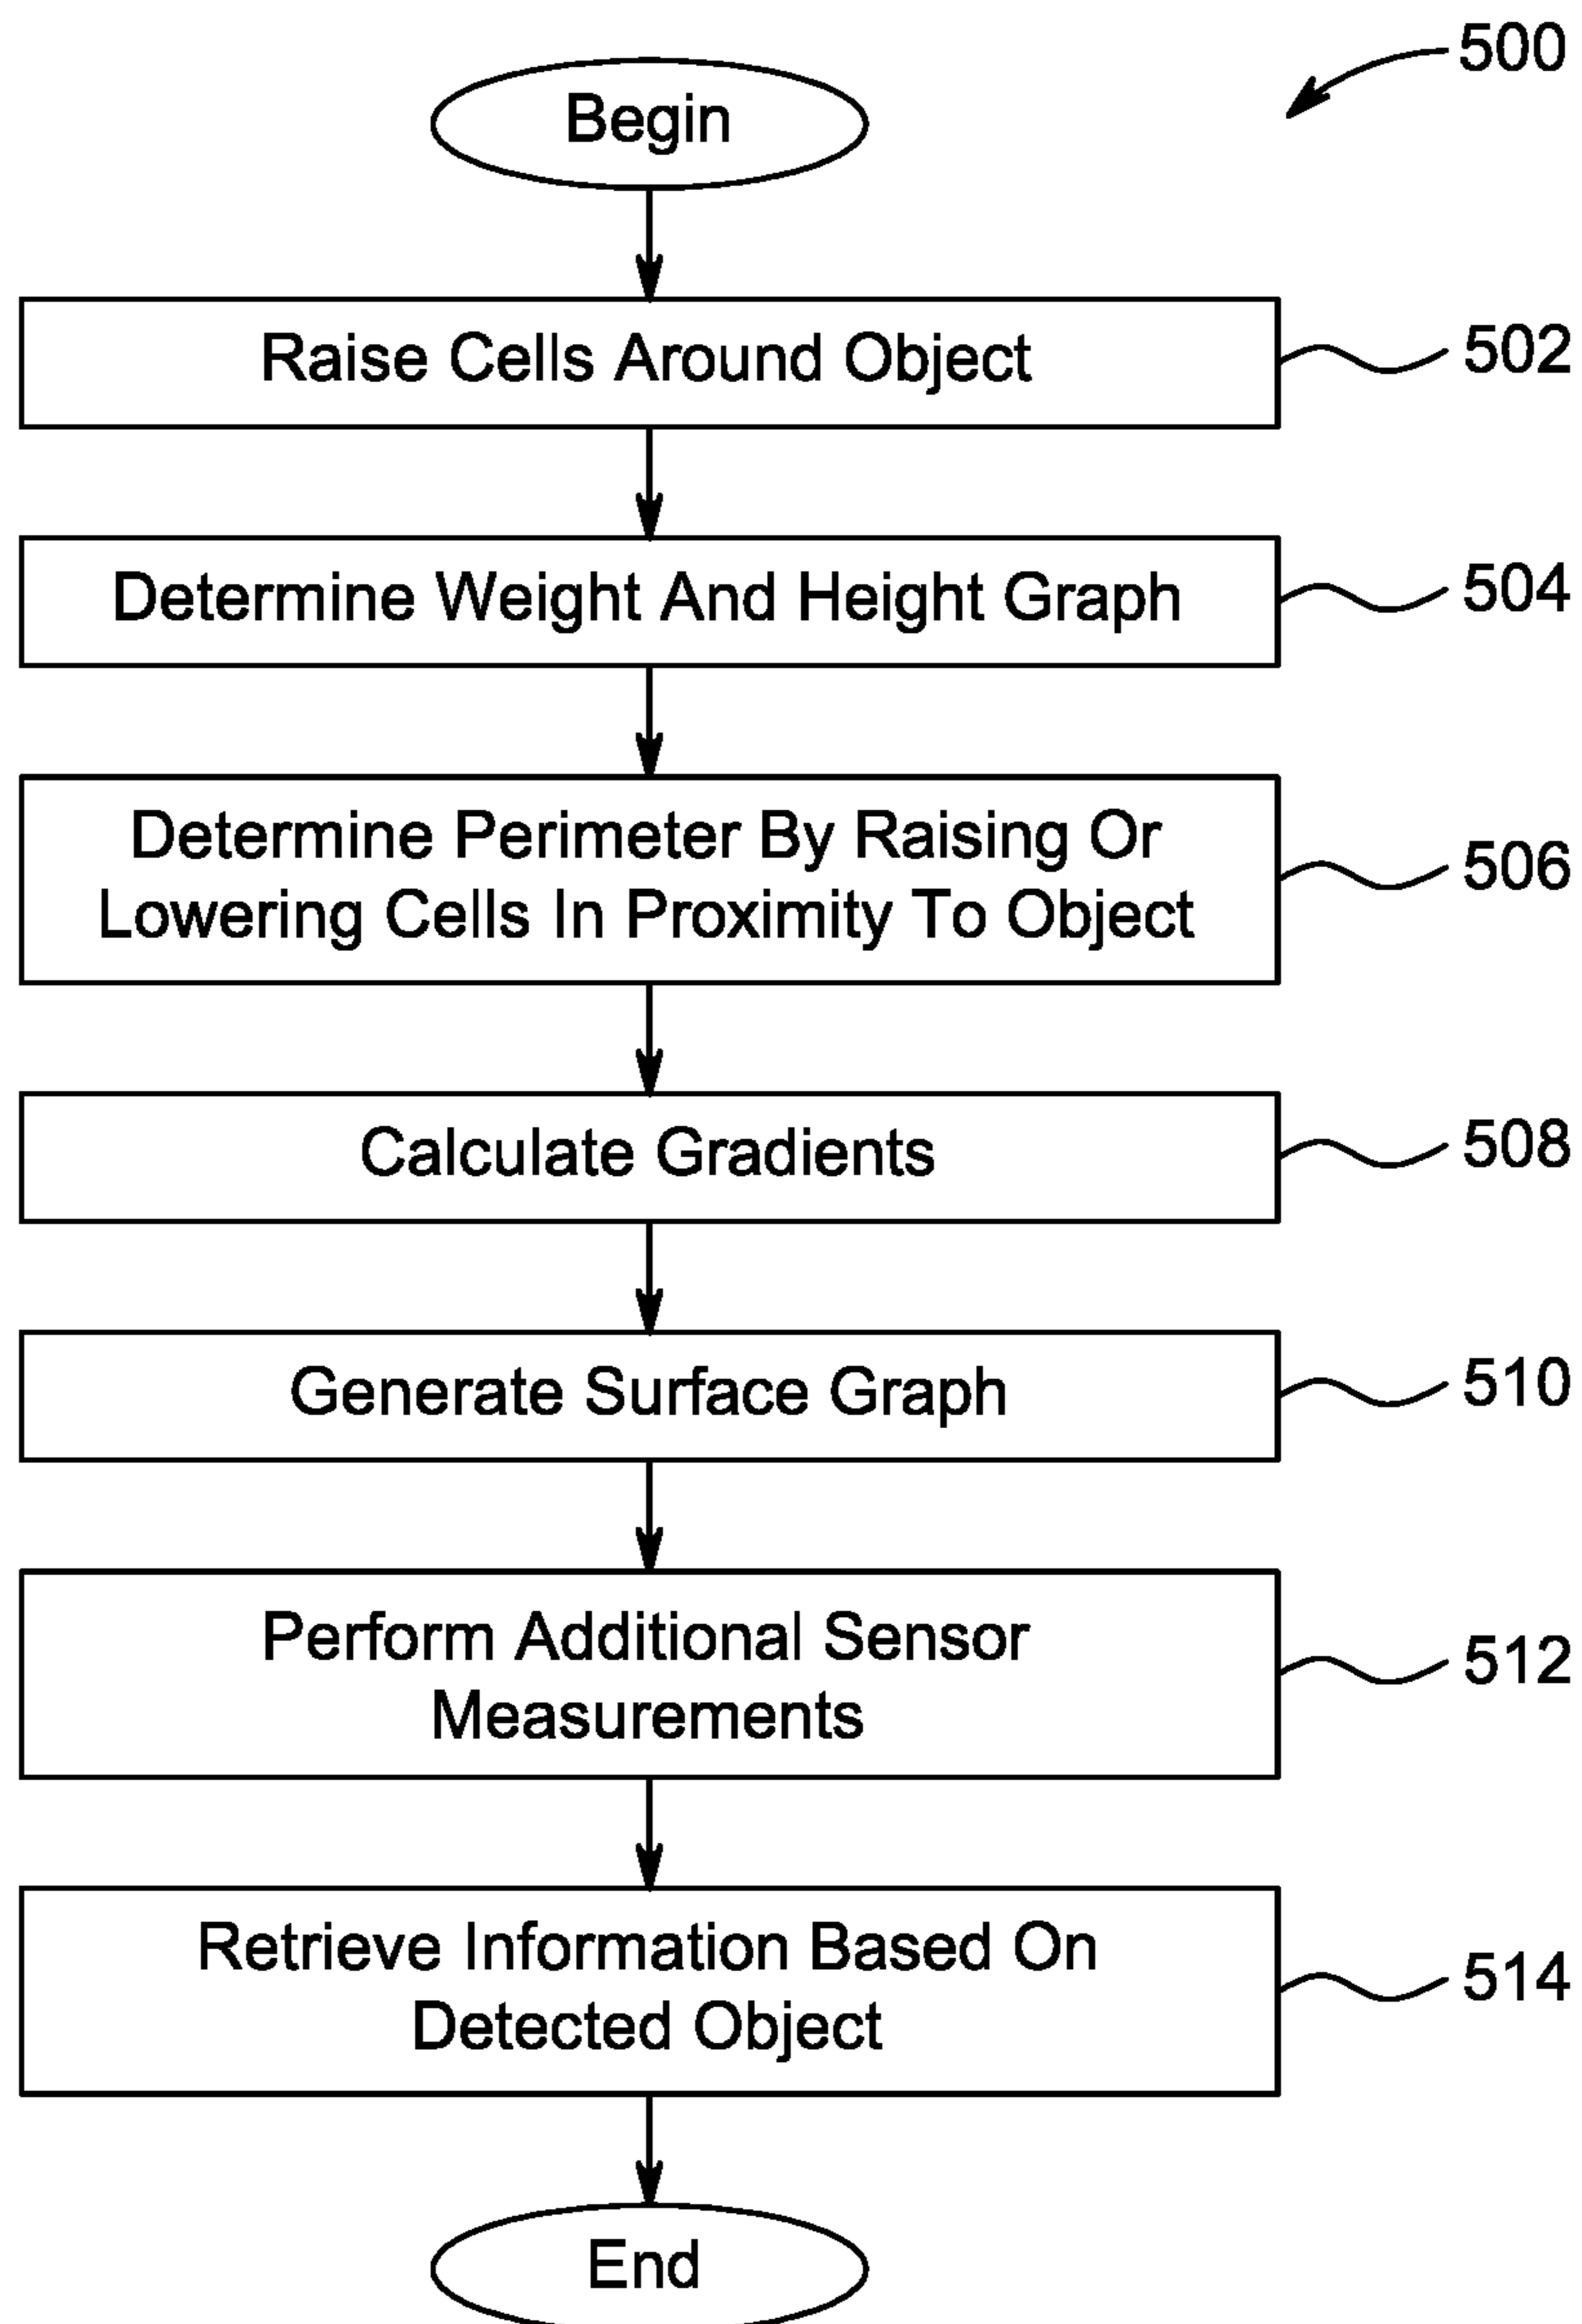 500
Begin
Raise Cells Around Object
502
Determine Weight And Height Graph
504
Determine Perimeter By Raising Or
Lowering Cells In Proximity To Object
506
Calculate Gradients
508
Generate Surface Graph
510
Perform Additional Sensor
Measurements
512
Retrieve Information Based On
Detected Object
514
End